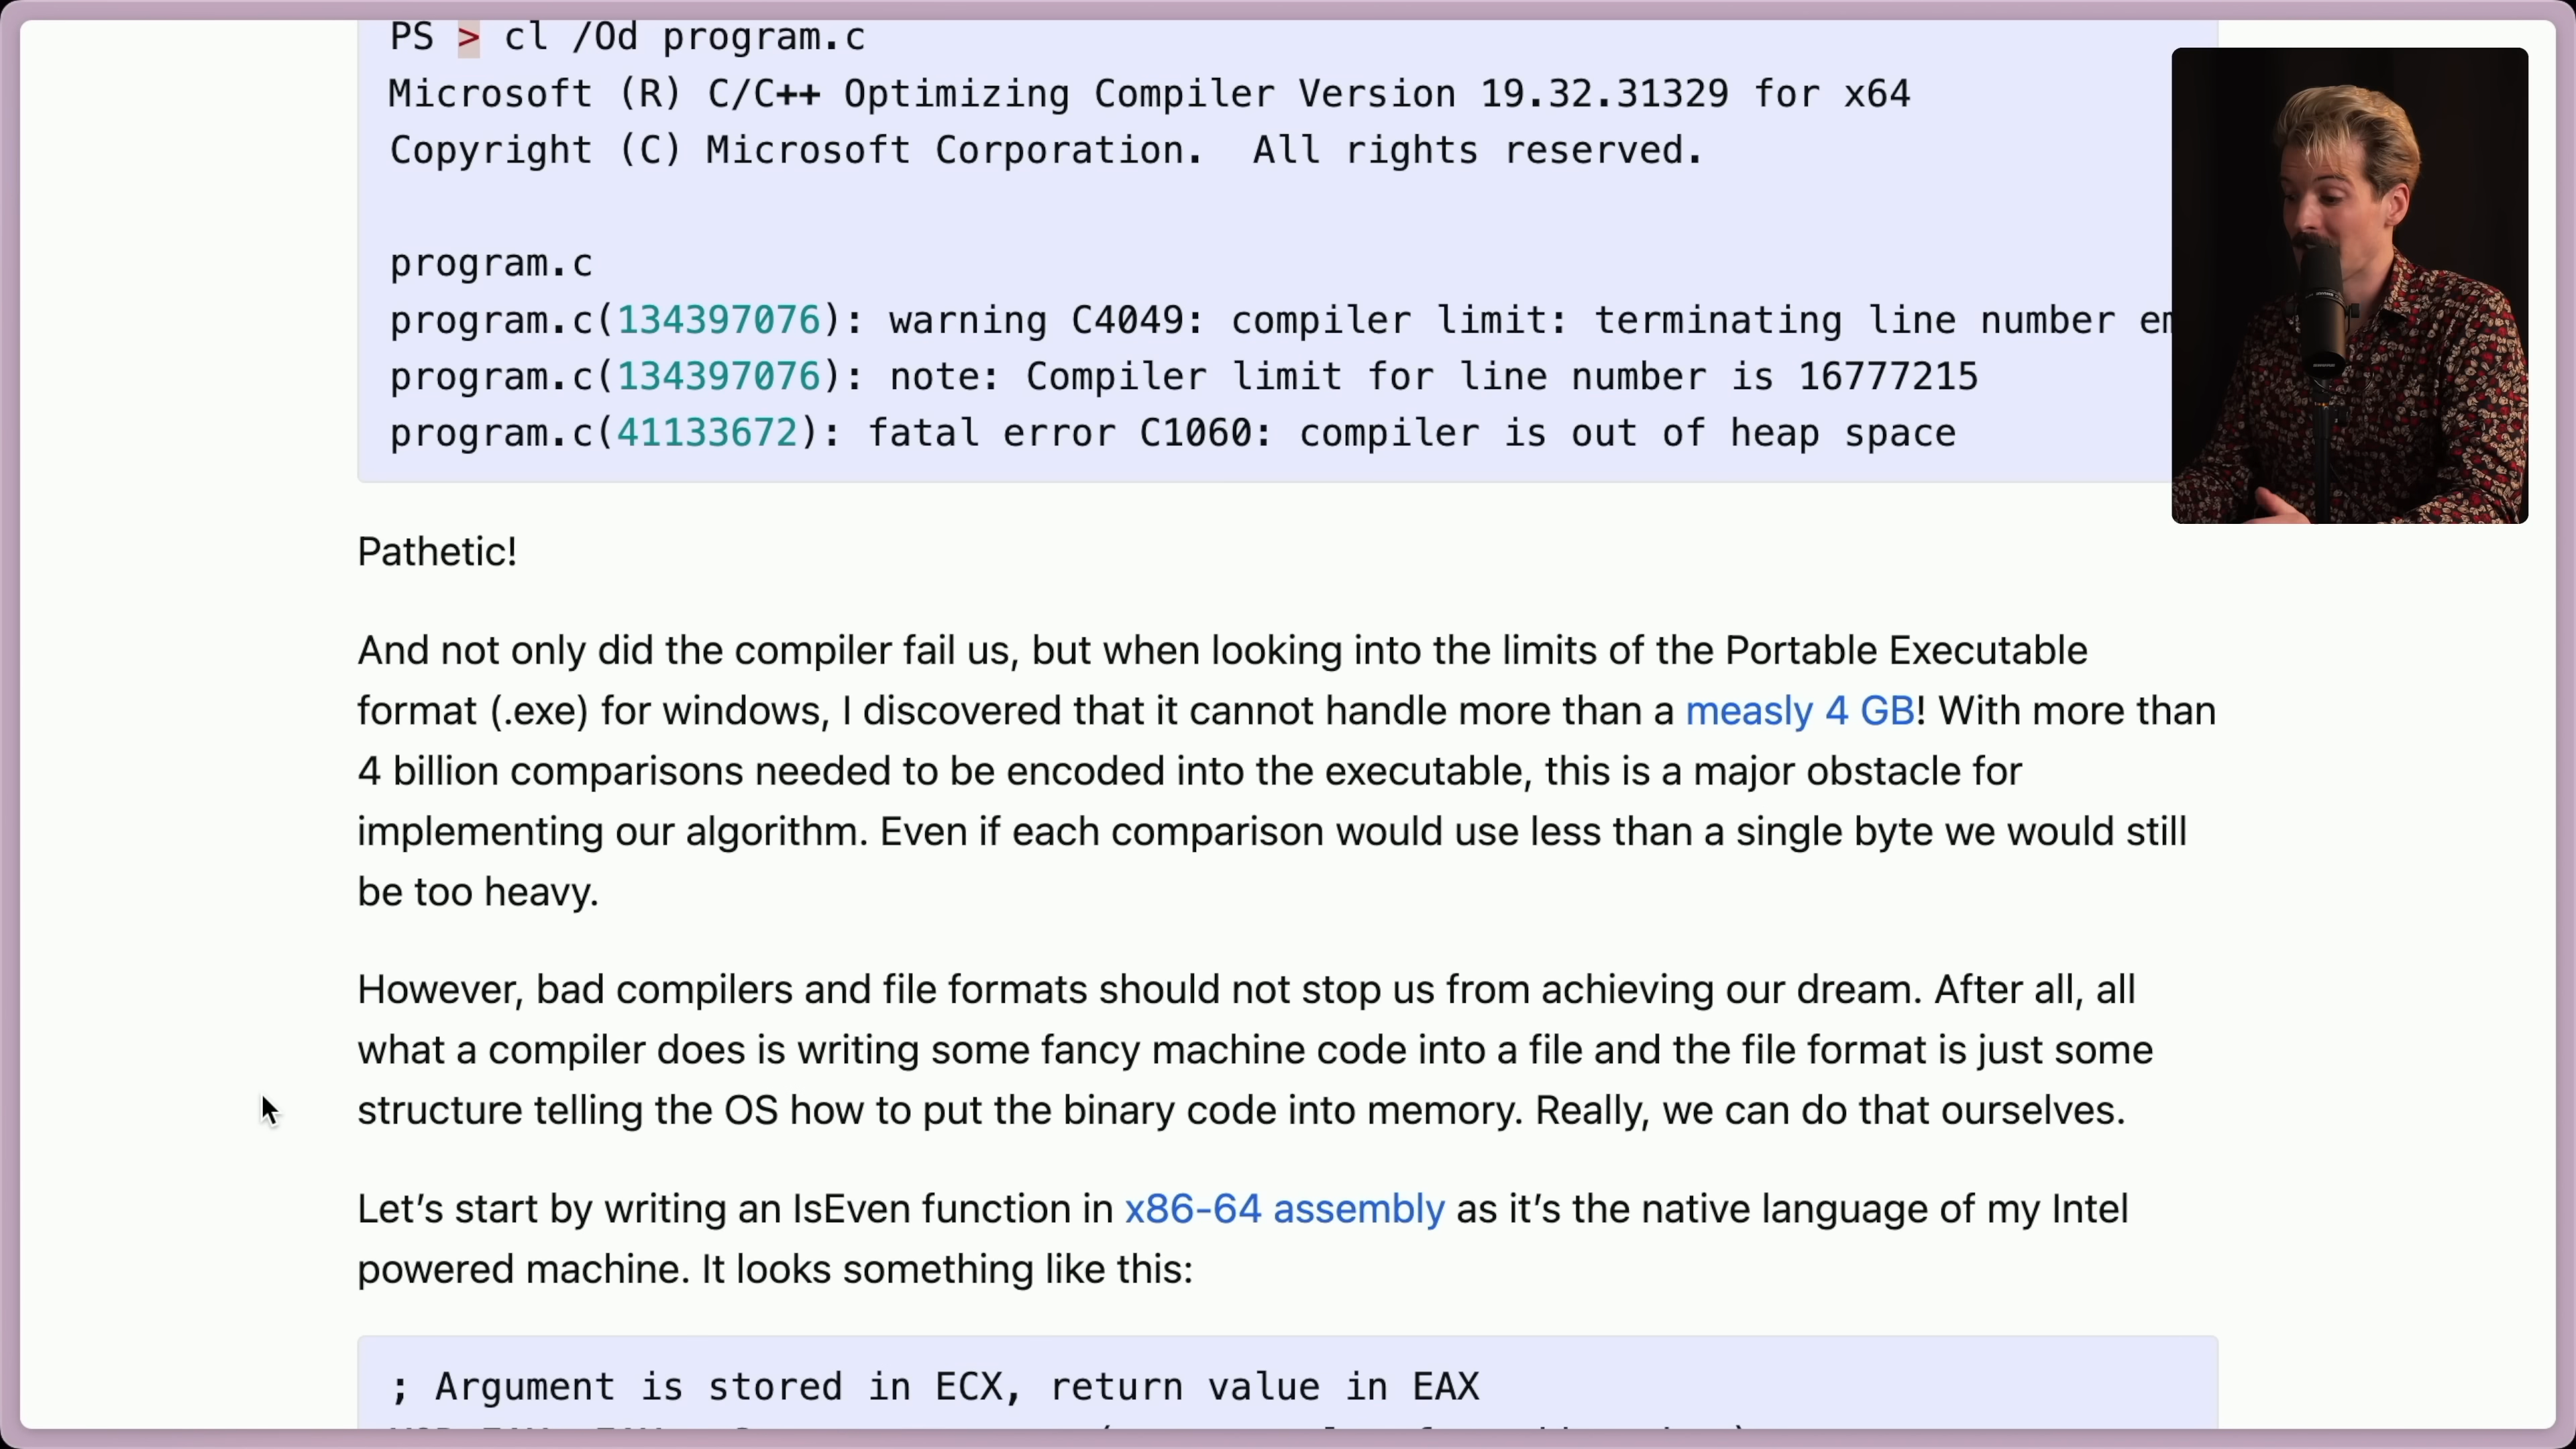 PS > cl /Od program.c
Microsoft (R) C/C++ Optimizing Compiler Version 19.32.31329 for x64
Copyright (C) Microsoft Corporation.  All rights reserved.
program.c
program.c(134397076): warning C4049: compiler limit: terminating line number em
program.c(134397076): note: Compiler limit for line number is 16777215
program.c(41133672): fatal error C1060: compiler is out of heap space
Pathetic!
And not only did the compiler fail us, but when looking into the limits of the Portable Executable
format (.exe) for windows, I discovered that it cannot handle more than a measly 4 GB! With more than
4 billion comparisons needed to be encoded into the executable, this is a major obstacle for
implementing our algorithm. Even if each comparison would use less than a single byte we would still
be too heavy.
However, bad compilers and file formats should not stop us from achieving our dream. After all, all
what a compiler does is writing some fancy machine code into a file and the file format is just some
structure telling the OS how to put the binary code into memory. Really, we can do that ourselves.
Let’s start by writing an IsEven function in x86-64 assembly as it’s the native language of my Intel
powered machine. It looks something like this:
; Argument is stored in ECX, return value in EAX